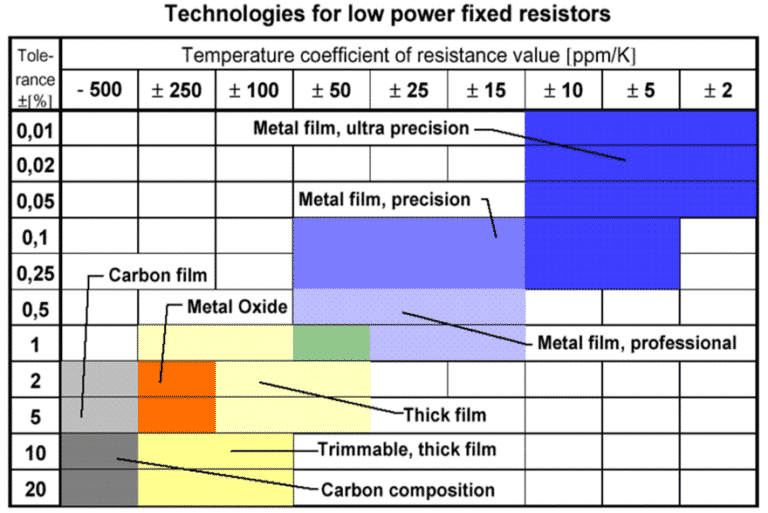 Technologies for low power fixed resistors
Tole-
rance
±[%]
Temperature coefficient of resistance value [ppm/K]
- 500 ± 250 ± 100 ± 50 ± 25 ± 15 ± 10 ± 5 ± 2
0,01
Metal film, ultra precision
0,02
0,05
Metal film, precision
0,1
0,25
Carbon film
0,5
Metal Oxide
1
Metal film, professional
2
5
Thick film
10
Trimmable, thick film
20
Carbon composition